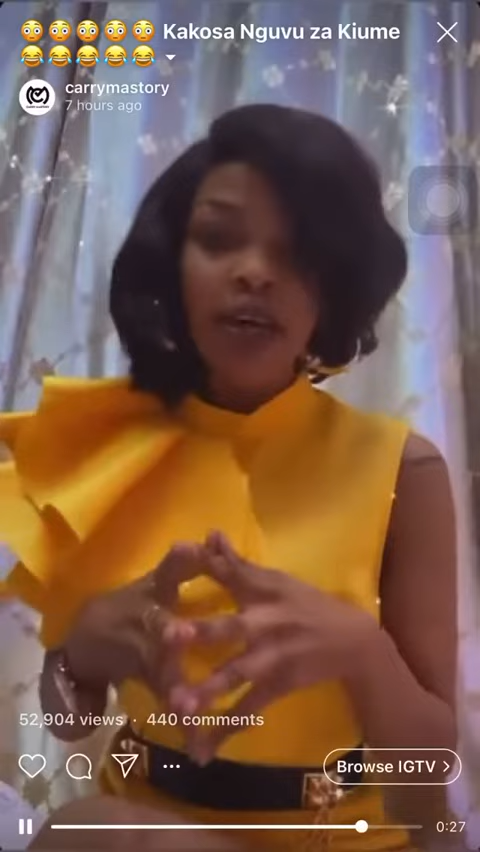 😳😳😳😳😳 Kakosa Nguvu za Kiume
😂😂😂😂😂
carrymastory
7 hours ago
52,904 views · 440 comments
Browse IGTV
0:27